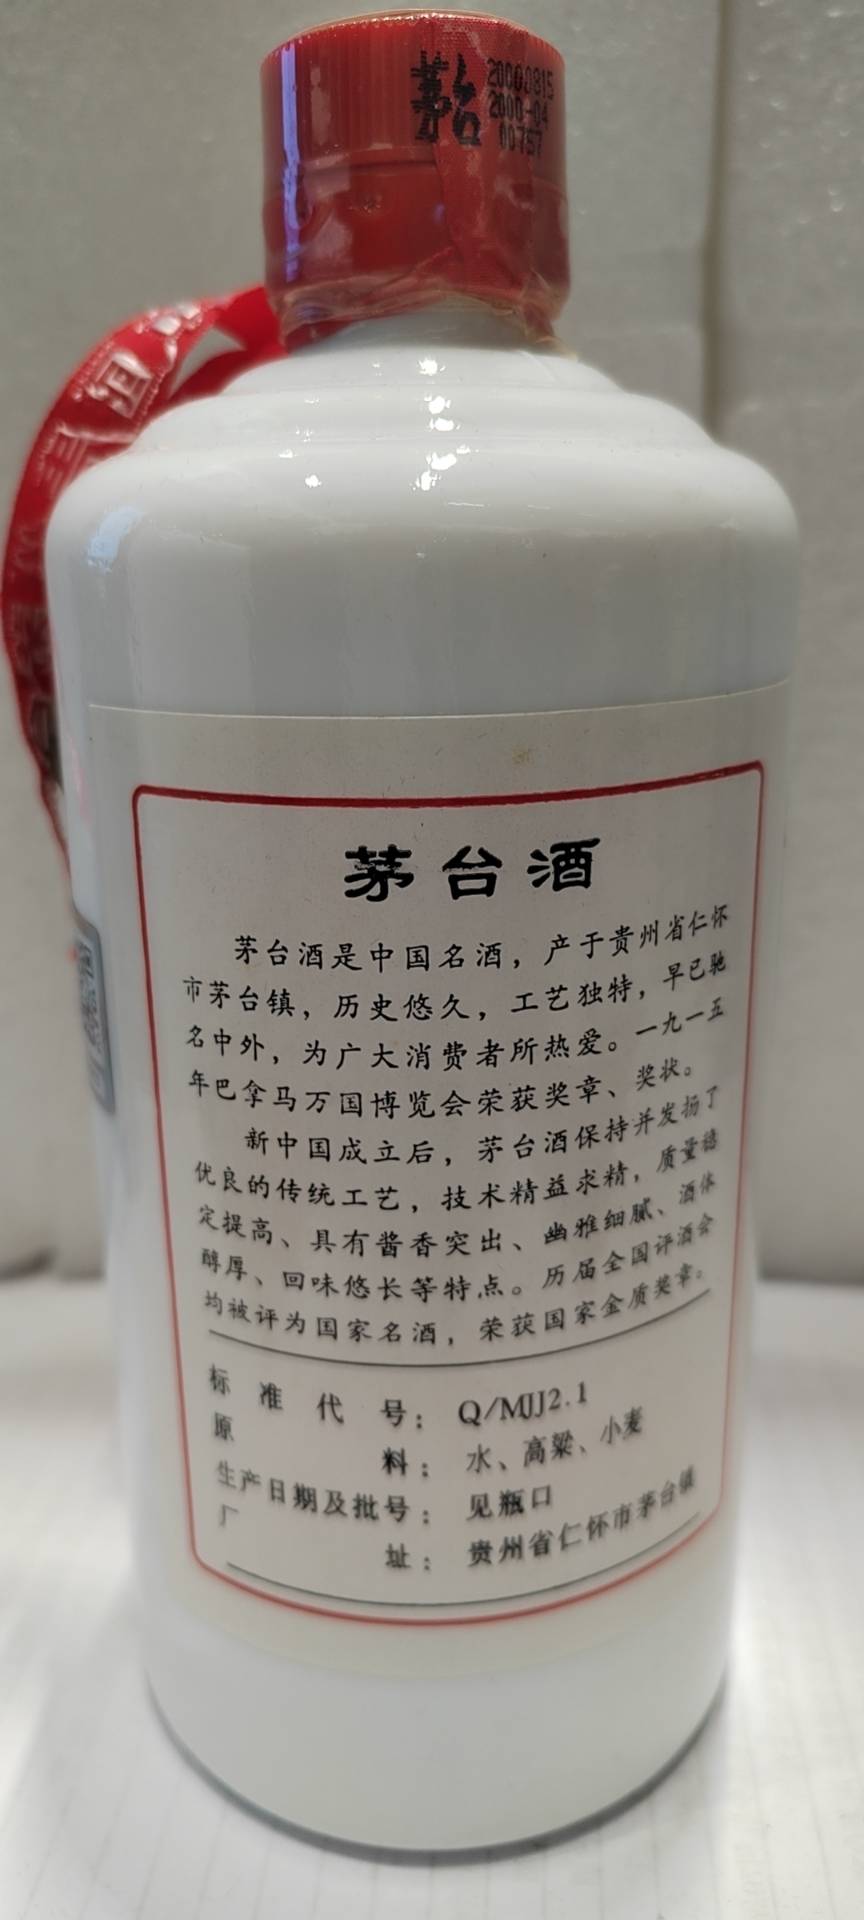 茅台
20000815
2000-04
00757
酒
茅台酒
茅台酒是中国名酒，产于贵州省仁怀
市茅台镇，历史悠久，工艺独特，早已驰
名中外，为广大消费者所热爱。一九一五
年巴拿马万国博览会荣获奖章、奖状。
新中国成立后，茅台酒保持并发扬了
优良的传统工艺，技术精益求精，质量稳
定提高、具有酱香突出、幽雅细腻、酒体
醇厚、回味悠长等特点。历届全国评酒会
均被评为国家名酒，荣获国家金质奖章。
标准代号：Q/MJJ2.1
原料：水、高粱、小麦
生产日期及批号：见瓶口
厂址：贵州省仁怀市茅台镇